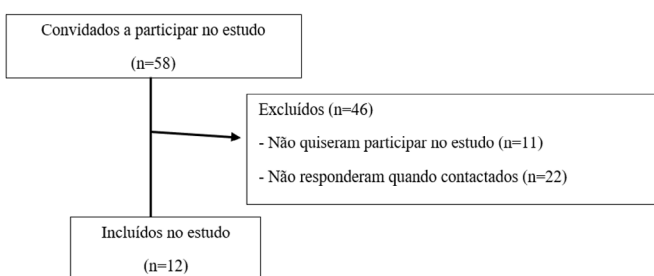 Convidados a participar no estudo
(n=58)
Excluídos (n=46)
- Não quiseram participar no estudo (n=11)
- Não responderam quando contactados (n=22)
Incluídos no estudo
(n=12)